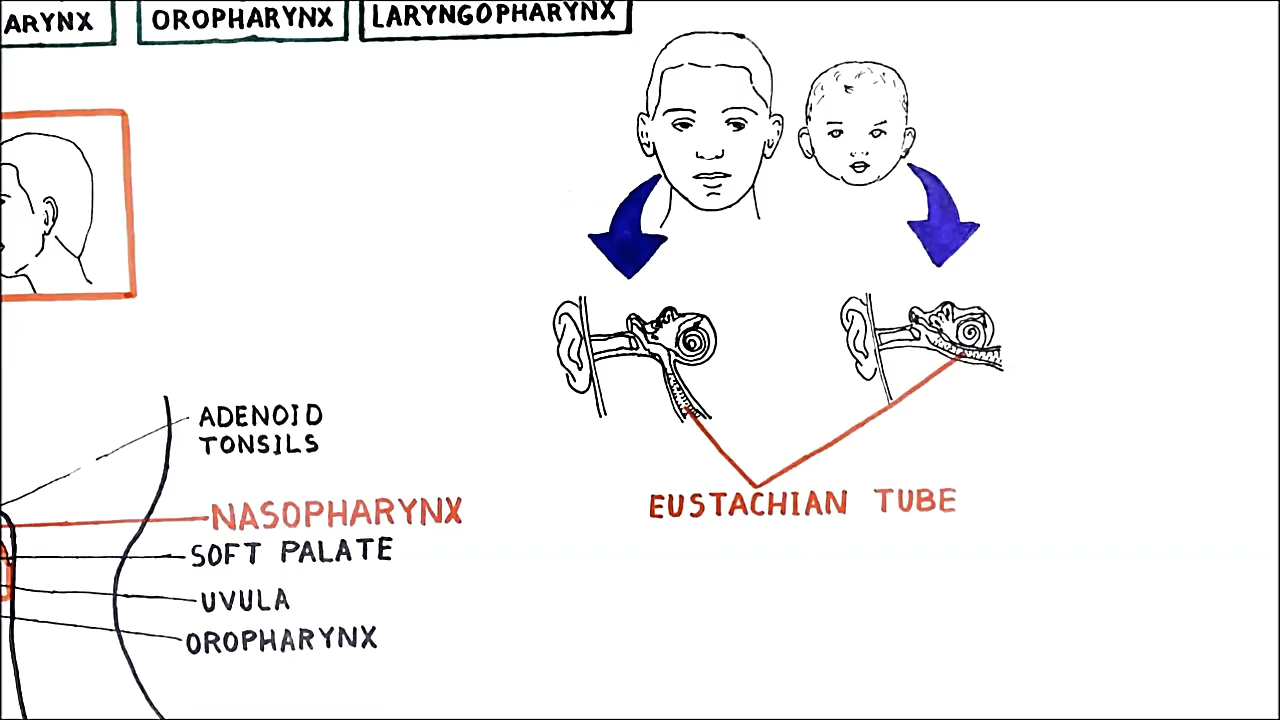 ARYNX
OROPHARYNX
LARYNGOPHARYNX
ADENOID
TONSILS
NASOPHARYNX
SOFT PALATE
UVULA
OROPHARYNX
EUSTACHIAN TUBE